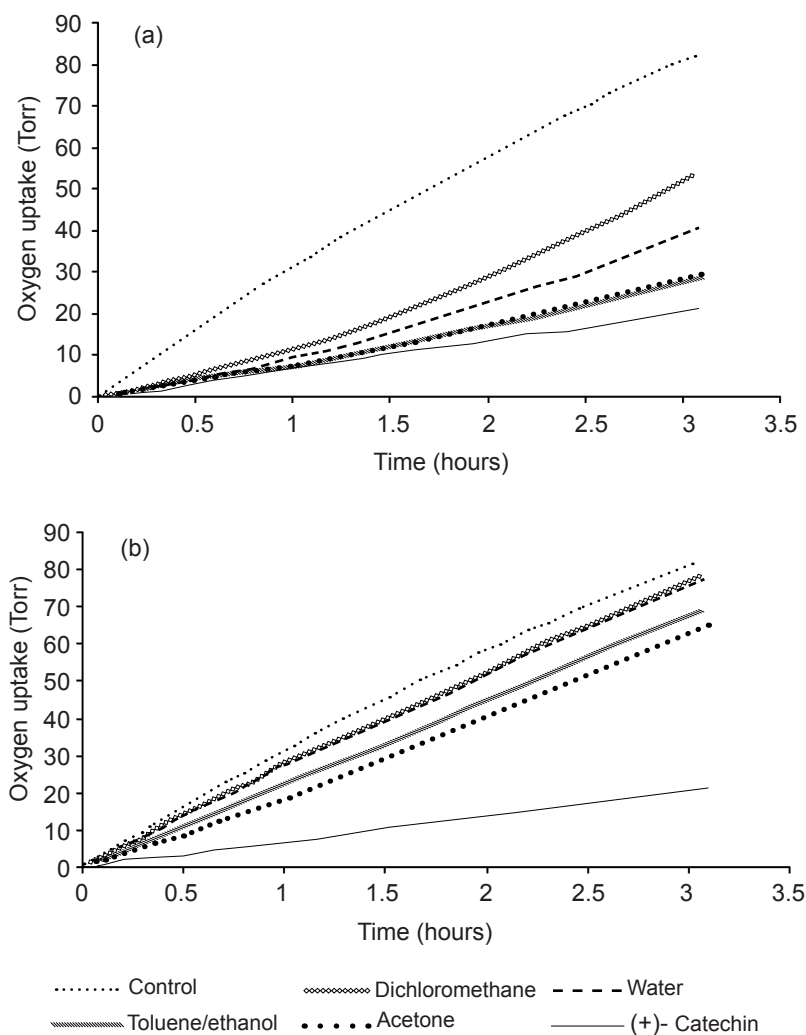 (a)
Oxygen uptake (Torr)
90
80
70
60
50
40
30
20
10
0
0 0.5 1 1.5 2 2.5 3 3.5
Time (hours)
(b)
Oxygen uptake (Torr)
90
80
70
60
50
40
30
20
10
0
0 0.5 1 1.5 2 2.5 3 3.5
Time (hours)
Control Dichloromethane Water
Toluene/ethanol Acetone (+)- Catechin